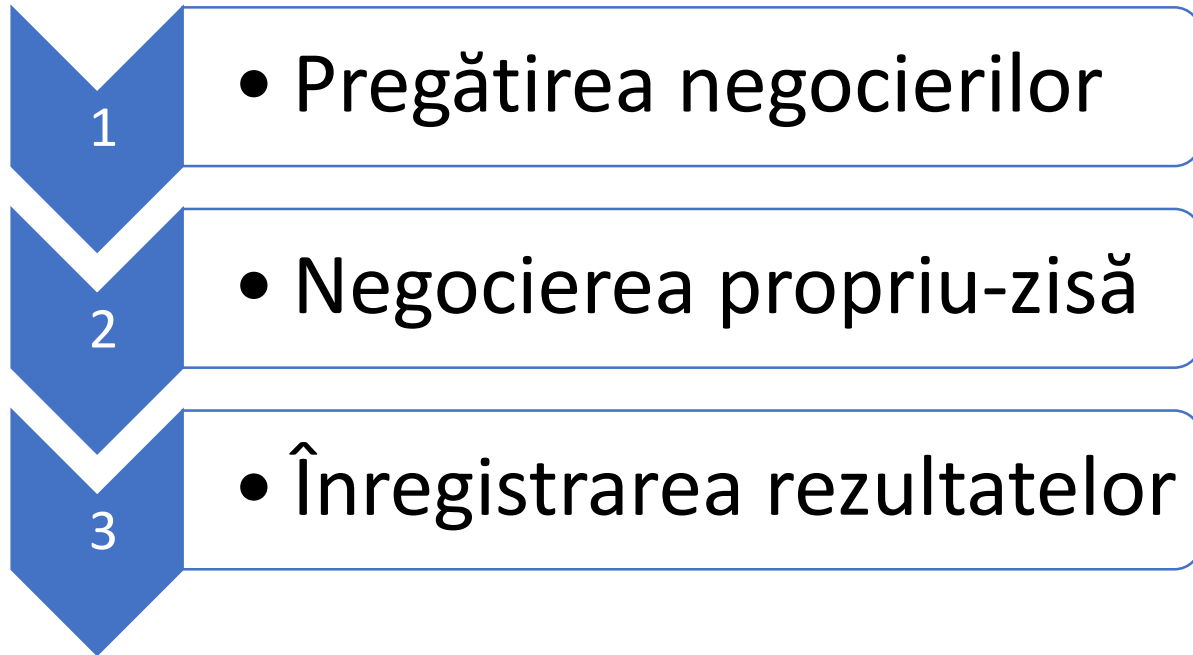 1
• Pregătirea negocierilor
2
• Negocierea propriu-zisă
3
• Înregistrarea rezultatelor